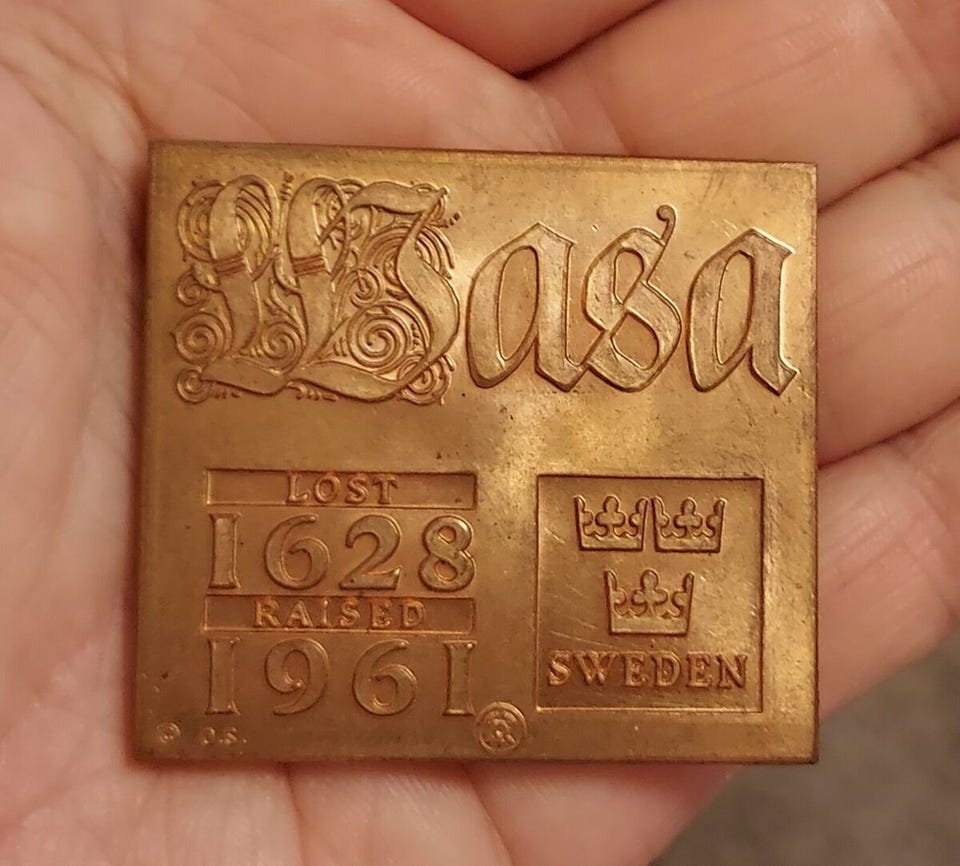 Wasa
LOST
1628
RAISED
1961
SWEDEN
© O.S.